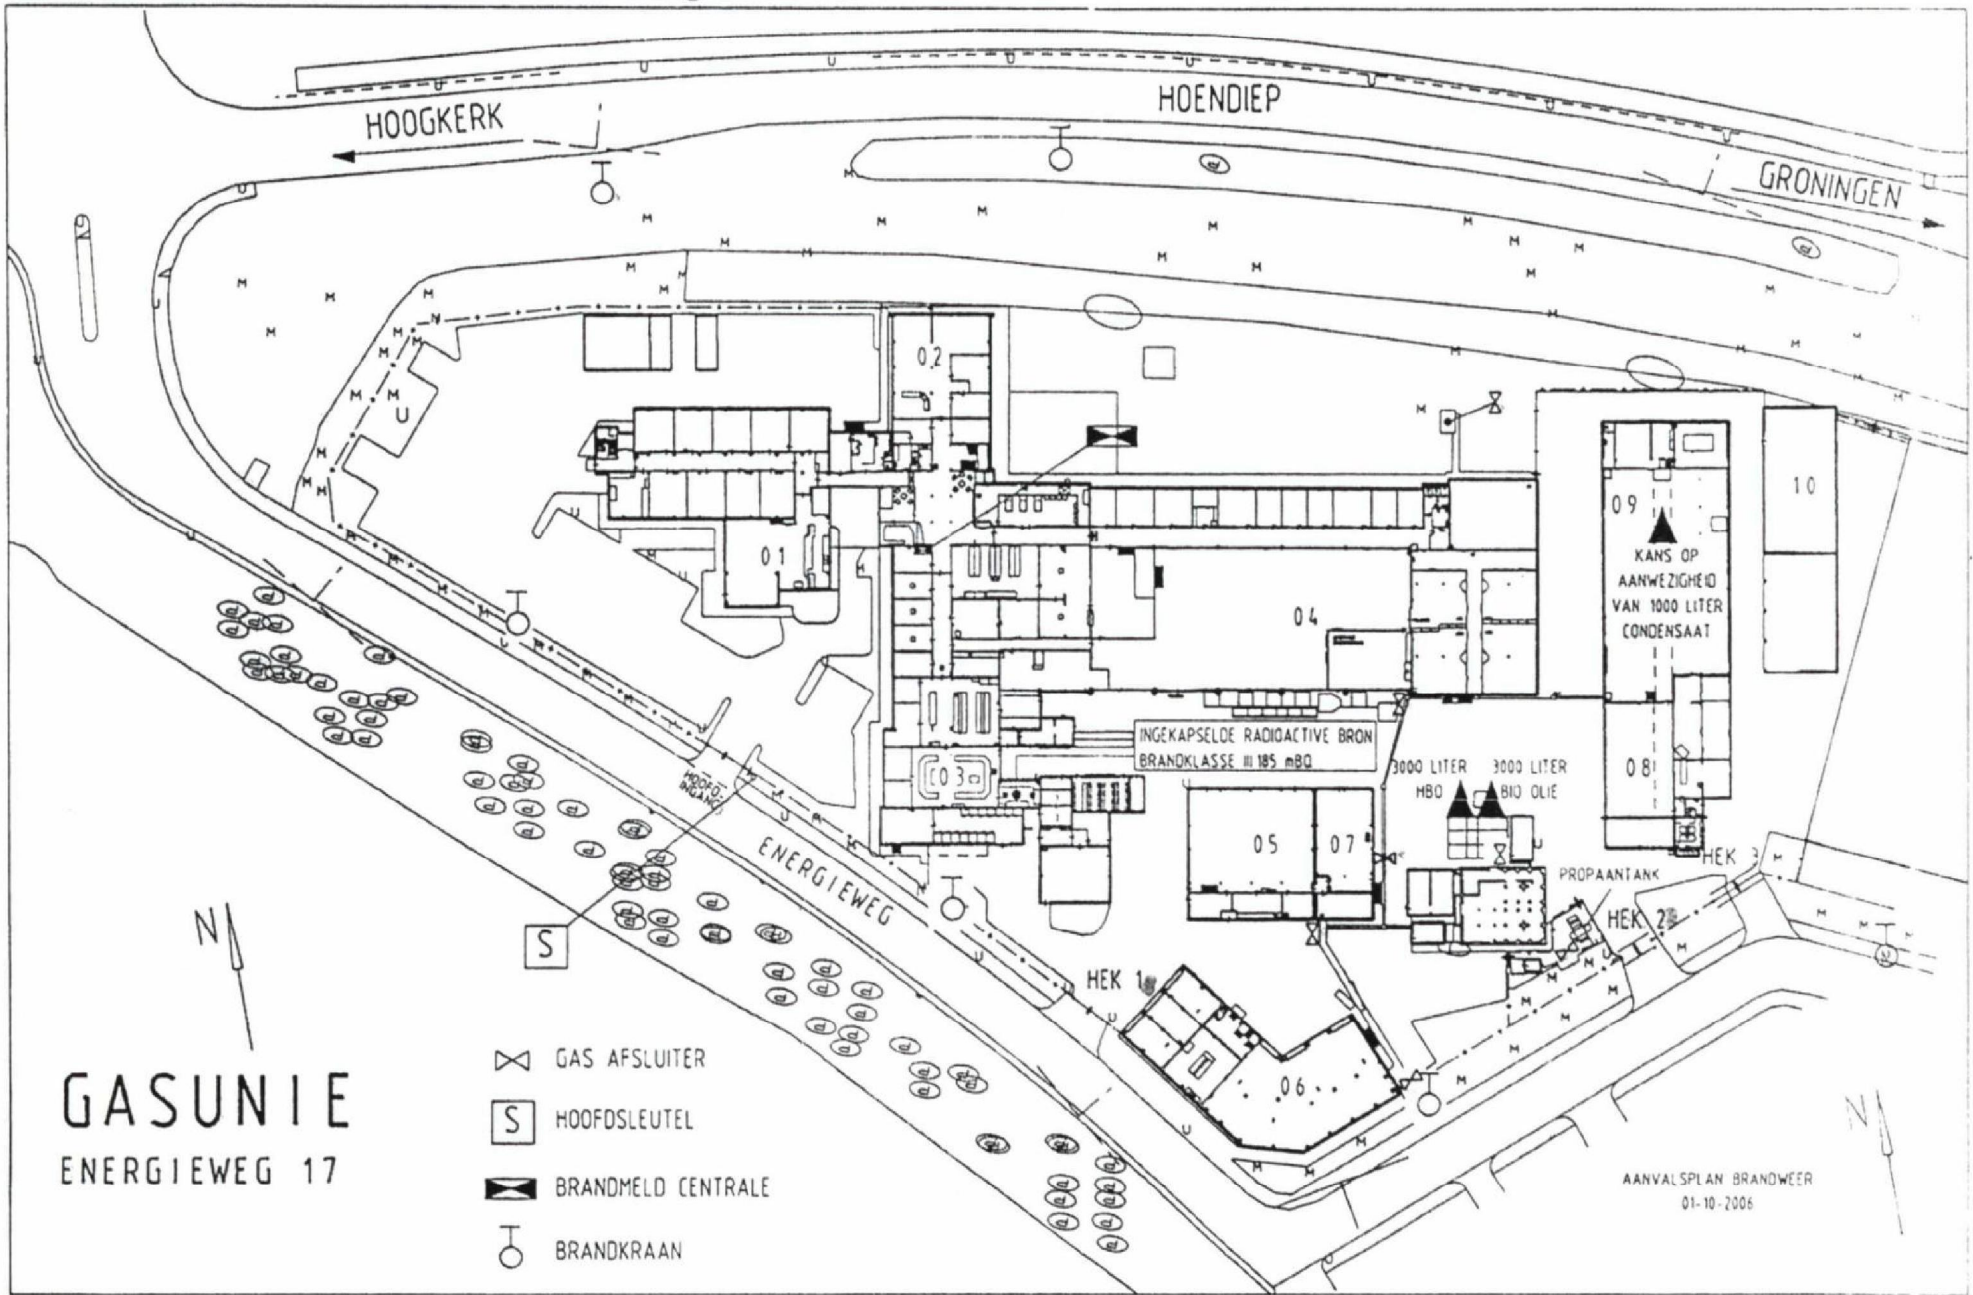 HOOGKERK
HOENDIEP
GRONINGEN
02
01
09
10
KANS OP
AANWEZIGHEID
VAN 1000 LITER
CONDENSAAT
04
INGEKAPSELDE RADIOACTIVE BRON
BRANDKLASSE III 185 mBQ
03
08
3000 LITER
HBO
3000 LITER
BIO OLIE
05
07
HOOFD-
INGANG
ENERGIEWEG
HEK 3
PROPAANTANK
HEK 2
HEK 1
06
S
N
GASUNIE
ENERGIEWEG 17
GAS AFSLUITER
S HOOFDSLEUTEL
BRANDMELD CENTRALE
BRANDKRAAN
N
AANVALSPLAN BRANDWEER
01-10-2006